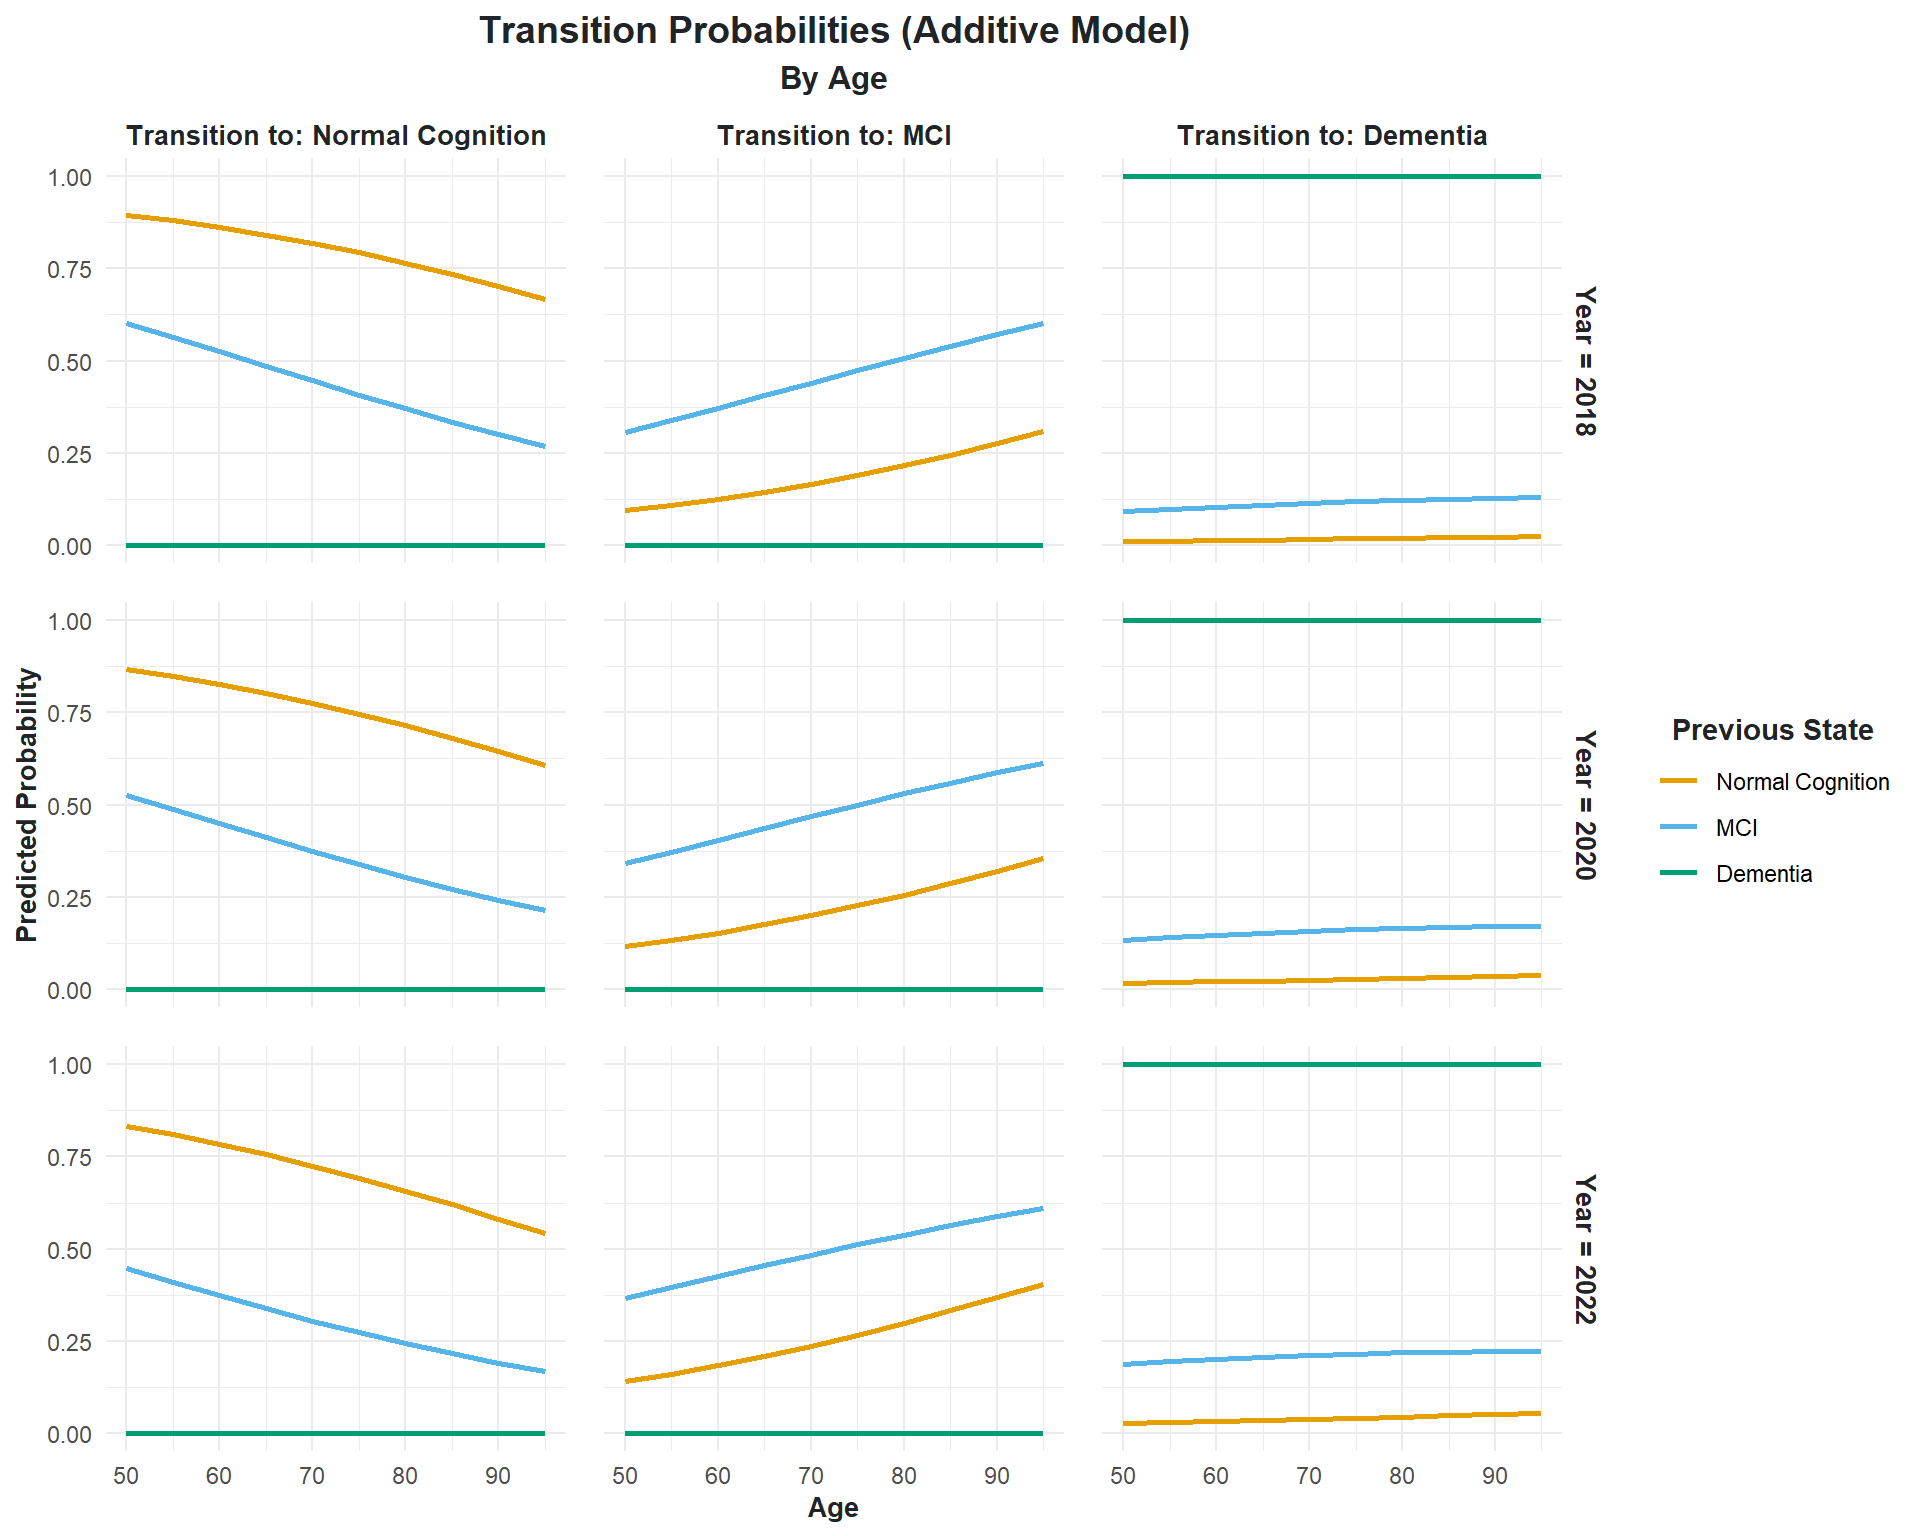 Transition Probabilities (Additive Model)
By Age
Transition to: Normal Cognition
Transition to: MCI
Transition to: Dementia
1.00
0.75
0.50
0.25
0.00
Year = 2018
1.00
0.75
0.50
0.25
0.00
Year = 2020
1.00
0.75
0.50
0.25
0.00
Year = 2022
Predicted Probability
50 60 70 80 90
50 60 70 80 90
50 60 70 80 90
Age
Previous State
Normal Cognition
MCI
Dementia